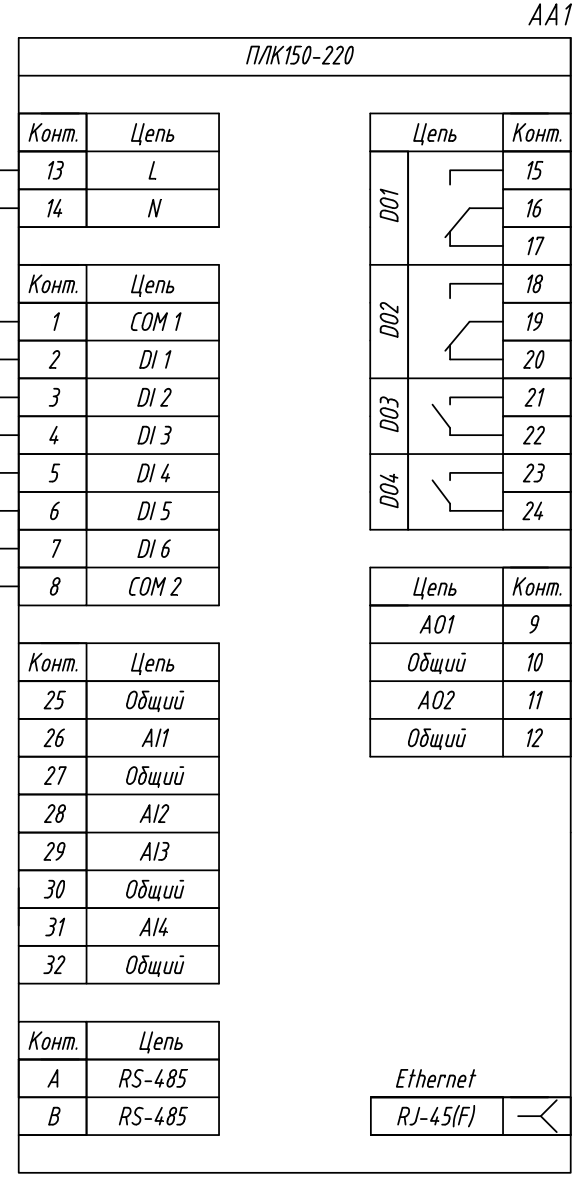 AA1
ПЛК150-220
Конт. Цепь
13 L
14 N
Конт. Цепь
1 COM 1
2 DI 1
3 DI 2
4 DI 3
5 DI 4
6 DI 5
7 DI 6
8 COM 2
Конт. Цепь
25 Общий
26 AI1
27 Общий
28 AI2
29 AI3
30 Общий
31 AI4
32 Общий
Конт. Цепь
A RS-485
B RS-485
Цепь Конт.
DO1
15
16
17
DO2
18
19
20
DO3
21
22
DO4
23
24
Цепь Конт.
AO1 9
Общий 10
AO2 11
Общий 12
Ethernet
RJ-45(F)